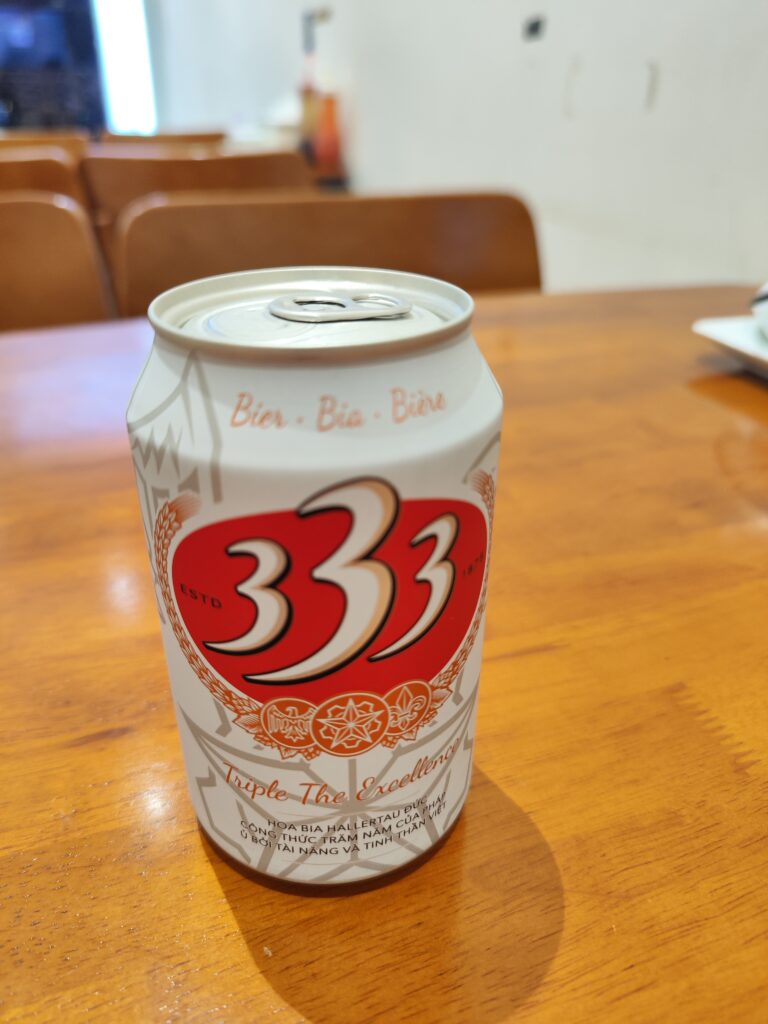 Bier · Bia · Bière
333
ESTD 1875
Triple The Excellence
HOA BIA HALLERTAU ĐỨC
CÔNG THỨC TRĂM NĂM CỦA PHÁP
Ủ BỞI TÀI NĂNG VÀ TINH THẦN VIỆT